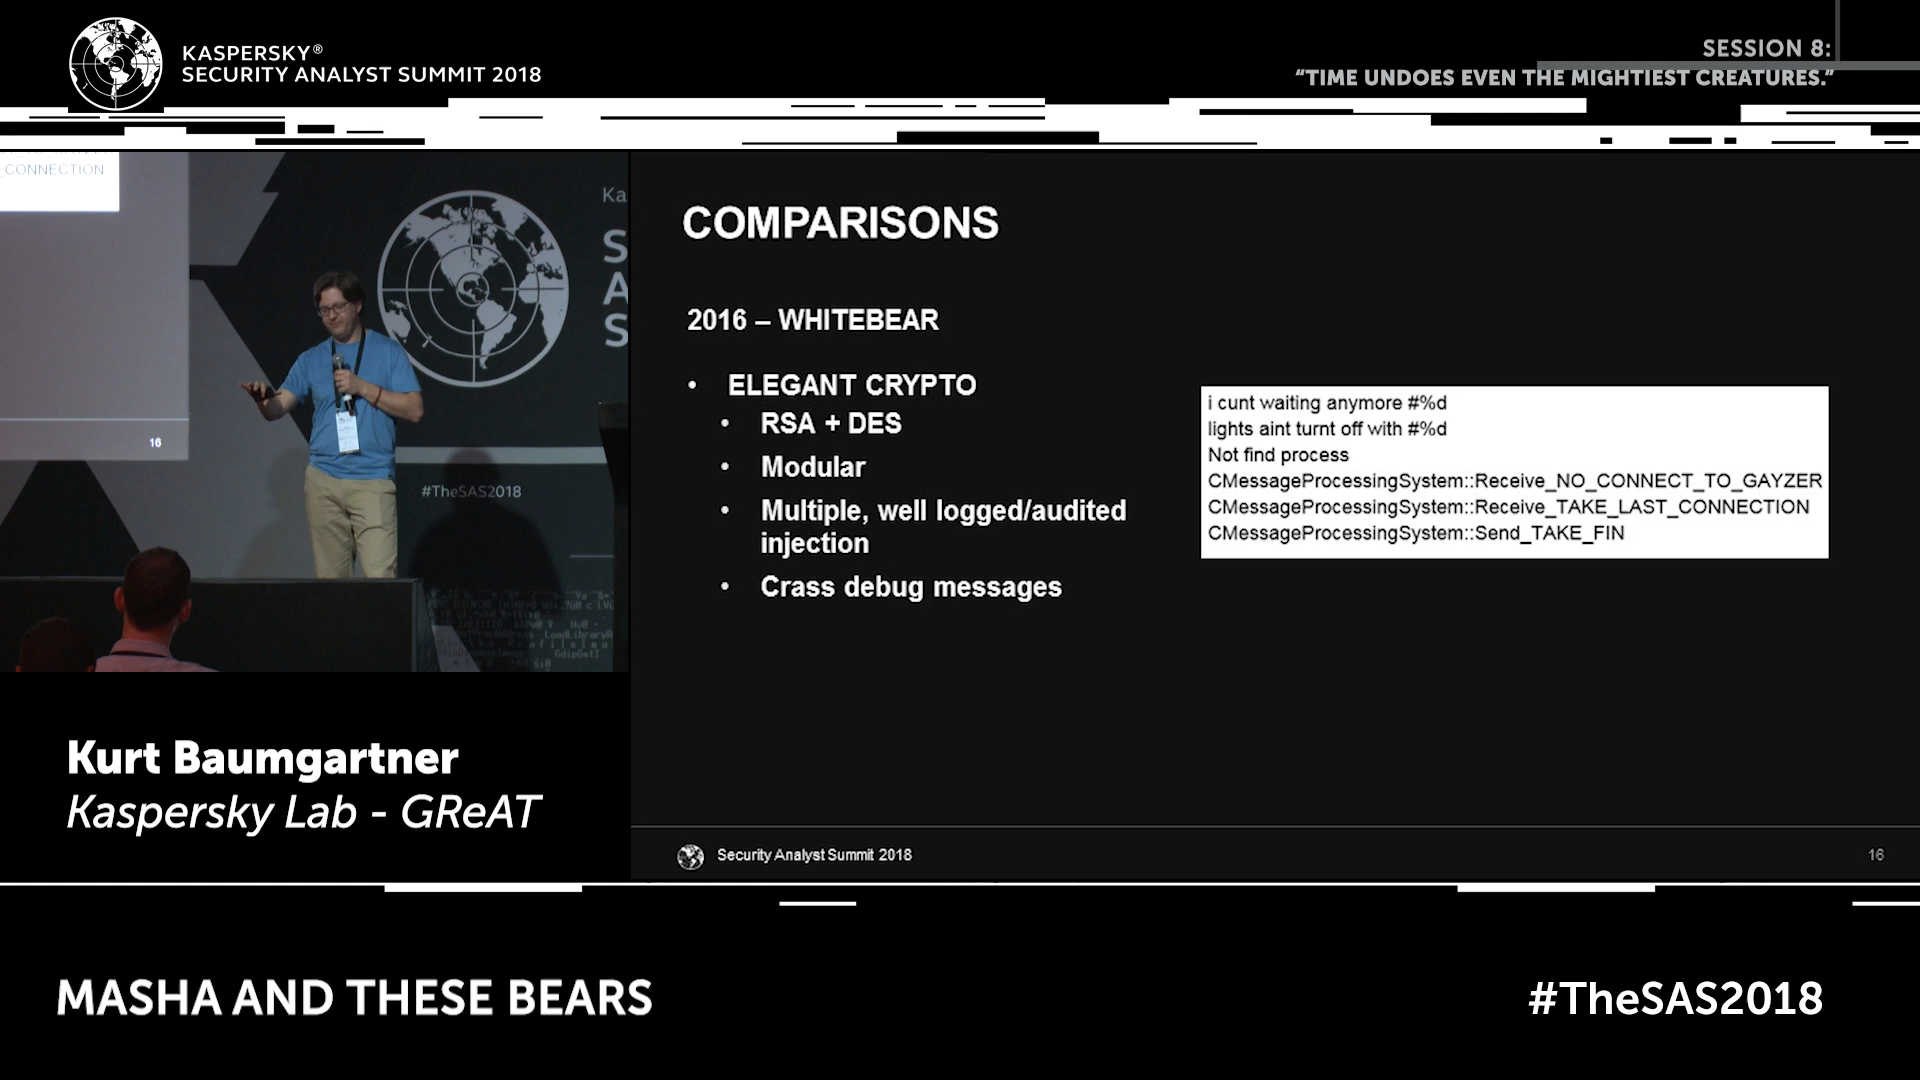 KASPERSKY®
SECURITY ANALYST SUMMIT 2018
SESSION 8:
“TIME UNDOES EVEN THE MIGHTIEST CREATURES.”
_CONNECTION
16
Ka
S
A
S
#TheSAS2018
COMPARISONS
2016 – WHITEBEAR
• ELEGANT CRYPTO
• RSA + DES
• Modular
• Multiple, well logged/audited
injection
• Crass debug messages
i cunt waiting anymore #%d
lights aint turnt off with #%d
Not find process
CMessageProcessingSystem::Receive_NO_CONNECT_TO_GAYZER
CMessageProcessingSystem::Receive_TAKE_LAST_CONNECTION
CMessageProcessingSystem::Send_TAKE_FIN
Kurt Baumgartner
Kaspersky Lab - GReAT
Security Analyst Summit 2018
16
MASHA AND THESE BEARS
#TheSAS2018